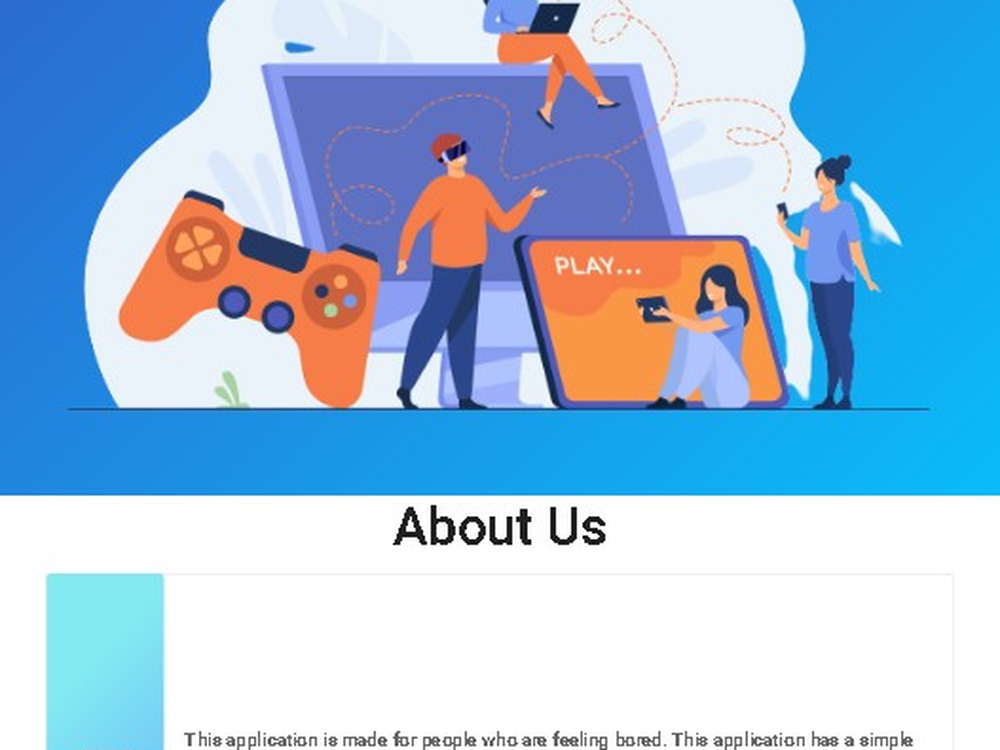 PLAY...
About Us
This application is made for people who are feeling bored. This application has a simple